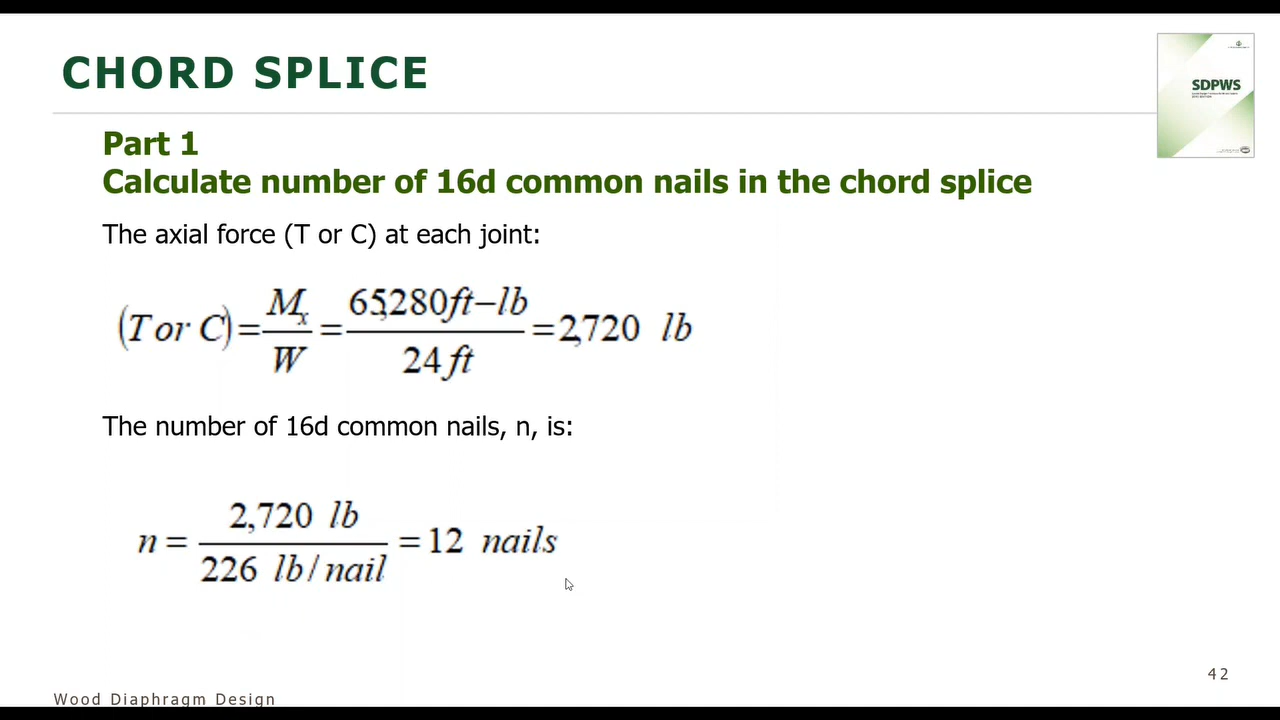 CHORD SPLICE
SDPWS
Part 1
Calculate number of 16d common nails in the chord splice
The axial force (T or C) at each joint:
(T or C) = Mx / W = 65,280 ft–lb / 24 ft = 2,720 lb
The number of 16d common nails, n, is:
n = 2,720 lb / 226 lb/nail = 12 nails
42
Wood Diaphragm Design